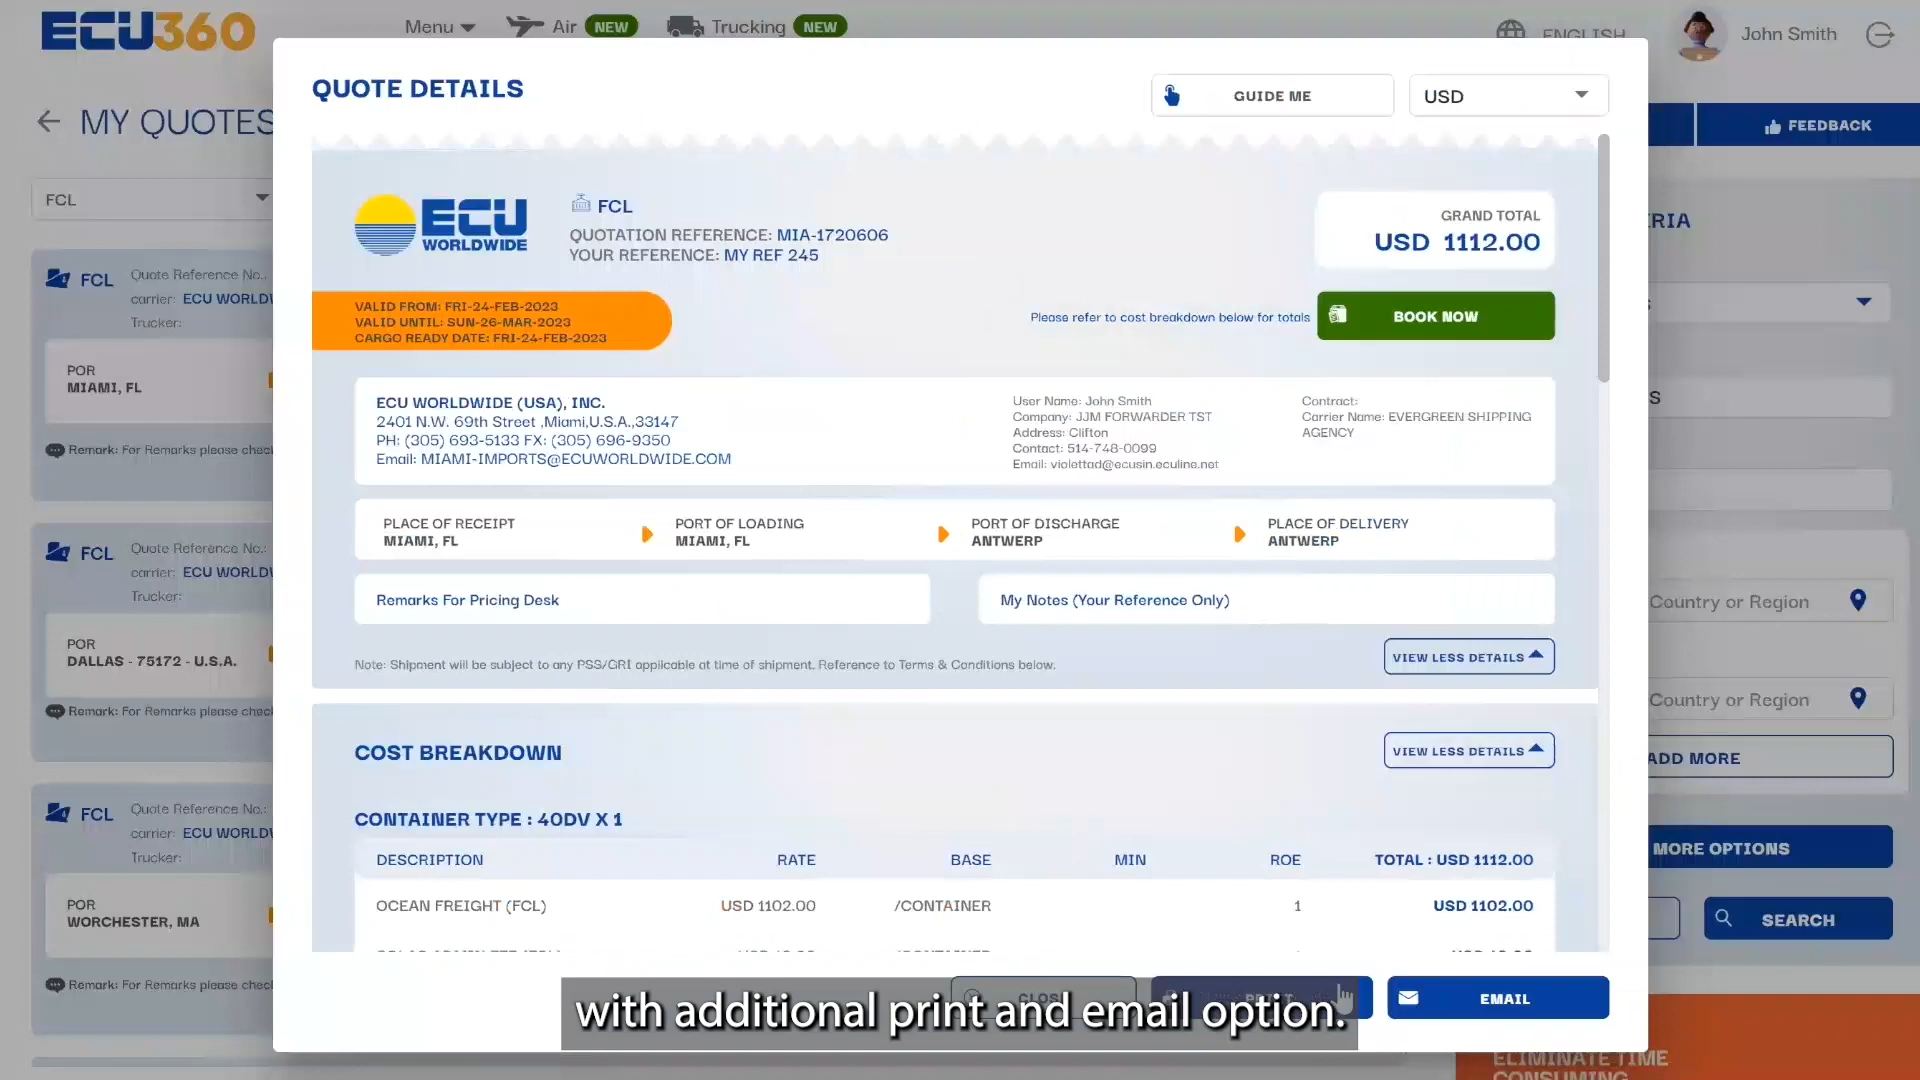 ECU360
Menu
Air NEW
Trucking NEW
ENGLISH
John Smith
MY QUOTES
FEEDBACK
FCL
FCL
Quote Reference No.:
carrier: ECU WORLDW
Trucker:
POR
MIAMI, FL
Remark: For Remarks please check
FCL
Quote Reference No.:
carrier: ECU WORLDW
Trucker:
POR
DALLAS - 75172 - U.S.A.
Remark: For Remarks please check
FCL
Quote Reference No.:
carrier: ECU WORLDW
Trucker:
POR
WORCHESTER, MA
Remark: For Remarks please check
QUOTE DETAILS
GUIDE ME
USD
ECU
WORLDWIDE
FCL
QUOTATION REFERENCE: MIA-1720606
YOUR REFERENCE: MY REF 245
GRAND TOTAL
USD 1112.00
VALID FROM: FRI-24-FEB-2023
VALID UNTIL: SUN-26-MAR-2023
CARGO READY DATE: FRI-24-FEB-2023
Please refer to cost breakdown below for totals
BOOK NOW
ECU WORLDWIDE (USA), INC.
2401 N.W. 69th Street ,Miami,U.S.A.,33147
PH: (305) 693-5133 FX: (305) 696-9350
Email: MIAMI-IMPORTS@ECUWORLDWIDE.COM
User Name: John Smith
Company: JJM FORWARDER TST
Address: Clifton
Contact: 514-748-0099
Email: violettad@ecusin.eculine.net
Contract:
Carrier Name: EVERGREEN SHIPPING
AGENCY
PLACE OF RECEIPT
MIAMI, FL
PORT OF LOADING
MIAMI, FL
PORT OF DISCHARGE
ANTWERP
PLACE OF DELIVERY
ANTWERP
Remarks For Pricing Desk
My Notes (Your Reference Only)
Note: Shipment will be subject to any PSS/GRI applicable at time of shipment. Reference to Terms & Conditions below.
VIEW LESS DETAILS
COST BREAKDOWN
VIEW LESS DETAILS
CONTAINER TYPE : 40DV X 1
DESCRIPTION RATE BASE MIN ROE TOTAL : USD 1112.00
OCEAN FREIGHT (FCL) USD 1102.00 /CONTAINER 1 USD 1102.00
CLOSE
PRINT
EMAIL
with additional print and email option.
RIA
S
Country or Region
Country or Region
ADD MORE
MORE OPTIONS
SEARCH
ELIMINATE TIME
CONSUMING